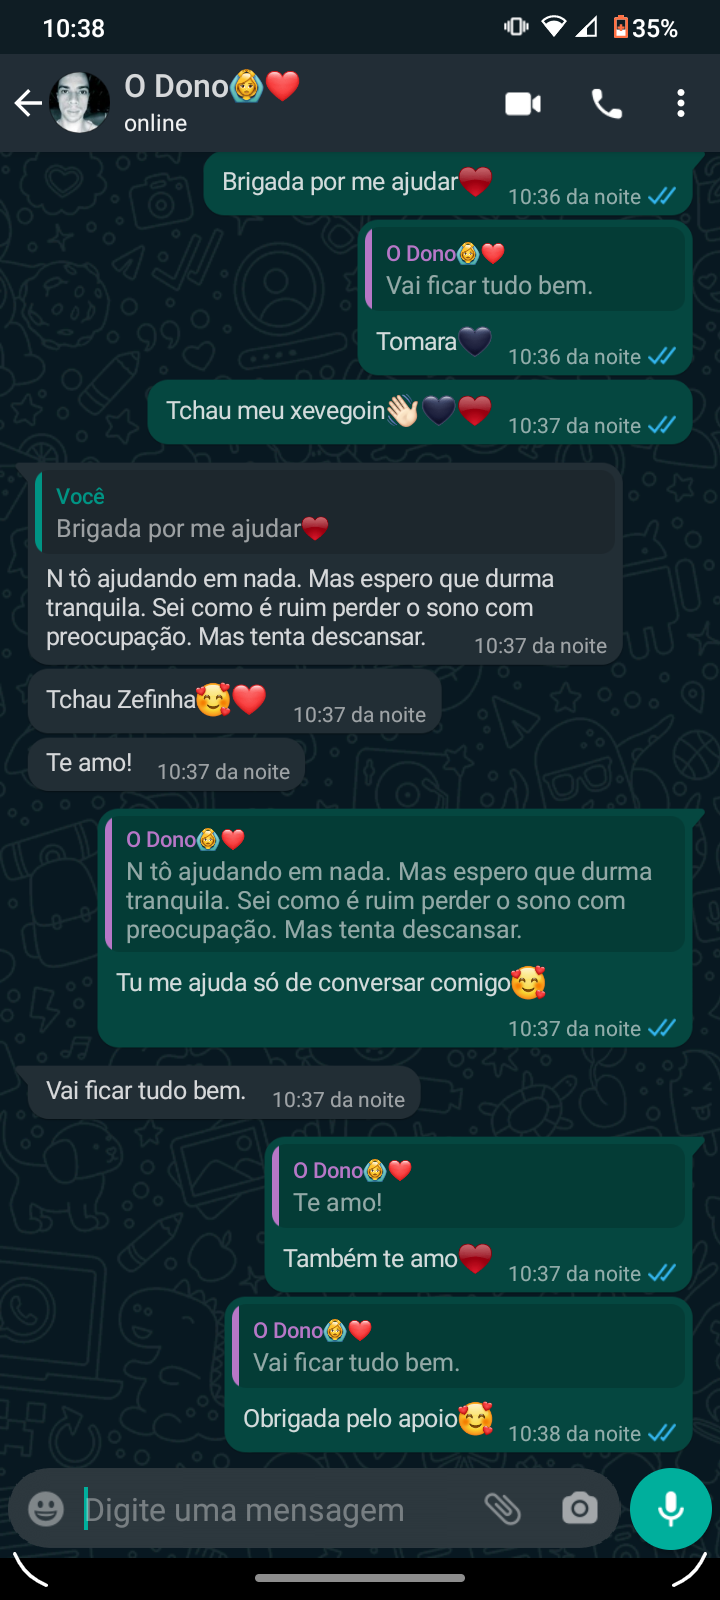 10:38
35%
O Dono👸❤️
online
Brigada por me ajudar❤️ 10:36 da noite
O Dono👸❤️
Vai ficar tudo bem.
Tomara🖤 10:36 da noite
Tchau meu xevegoin👋🏻🖤❤️ 10:37 da noite
Você
Brigada por me ajudar❤️
N tô ajudando em nada. Mas espero que durma
tranquila. Sei como é ruim perder o sono com
preocupação. Mas tenta descansar. 10:37 da noite
Tchau Zefinha🥰❤️ 10:37 da noite
Te amo! 10:37 da noite
O Dono👸❤️
N tô ajudando em nada. Mas espero que durma
tranquila. Sei como é ruim perder o sono com
preocupação. Mas tenta descansar.
Tu me ajuda só de conversar comigo🥰
10:37 da noite
Vai ficar tudo bem. 10:37 da noite
O Dono👸❤️
Te amo!
Também te amo❤️ 10:37 da noite
O Dono👸❤️
Vai ficar tudo bem.
Obrigada pelo apoio🥰 10:38 da noite
Digite uma mensagem